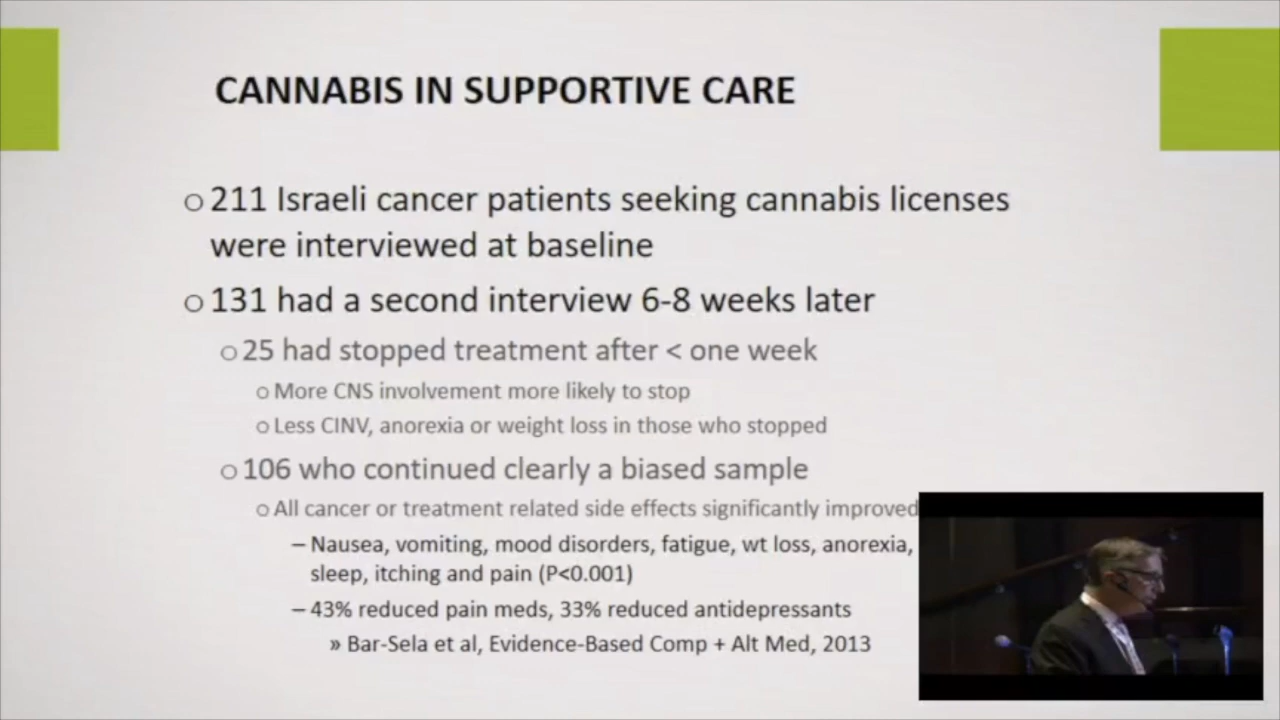 CANNABIS IN SUPPORTIVE CARE
o 211 Israeli cancer patients seeking cannabis licenses
were interviewed at baseline
o 131 had a second interview 6-8 weeks later
o 25 had stopped treatment after < one week
o More CNS involvement more likely to stop
o Less CINV, anorexia or weight loss in those who stopped
o 106 who continued clearly a biased sample
o All cancer or treatment related side effects significantly improved
– Nausea, vomiting, mood disorders, fatigue, wt loss, anorexia,
sleep, itching and pain (P<0.001)
– 43% reduced pain meds, 33% reduced antidepressants
» Bar-Sela et al, Evidence-Based Comp + Alt Med, 2013